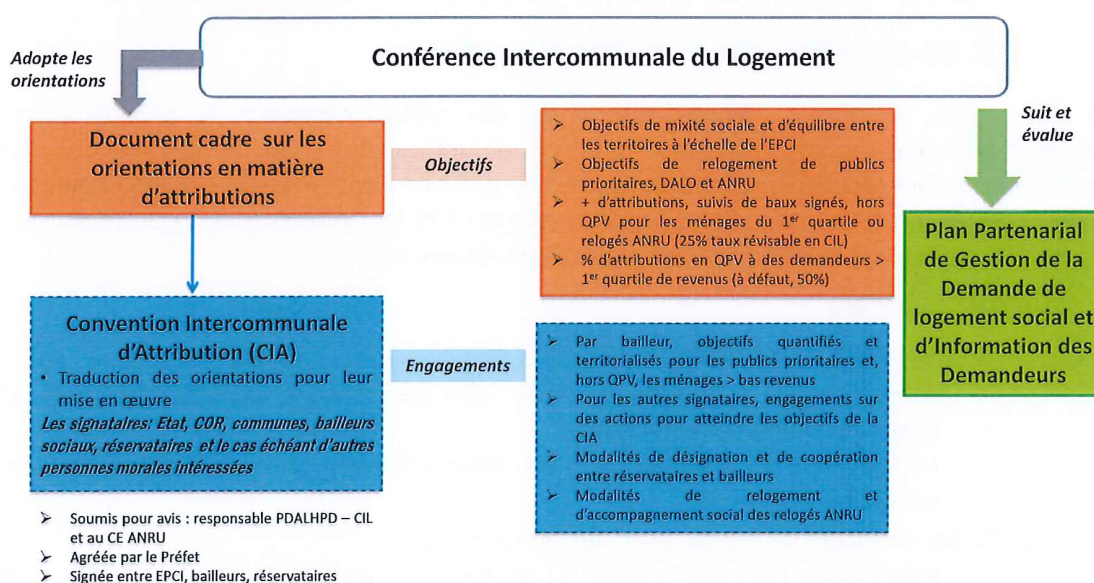 Conférence Intercommunale du Logement
Adopte les
orientations
Document cadre sur les
orientations en matière
d'attributions
Objectifs
➢ Objectifs de mixité sociale et d'équilibre entre
les territoires à l'échelle de l'EPCI
➢ Objectifs de relogement de publics
prioritaires, DALO et ANRU
➢ + d'attributions, suivis de baux signés, hors
QPV pour les ménages du 1er quartile ou
relogés ANRU (25% taux révisable en CIL)
➢ % d'attributions en QPV à des demandeurs >
1er quartile de revenus (à défaut, 50%)
Suit et
évalue
Plan Partenarial
de Gestion de la
Demande de
logement social et
d'Information des
Demandeurs
Convention Intercommunale
d'Attribution (CIA)
• Traduction des orientations pour leur
mise en œuvre
Les signataires: Etat, COR, communes, bailleurs
sociaux, réservataires et le cas échéant d'autres
personnes morales intéressées
Engagements
➢ Par bailleur, objectifs quantifiés et
territorialisés pour les publics prioritaires et,
hors QPV, les ménages > bas revenus
➢ Pour les autres signataires, engagements sur
des actions pour atteindre les objectifs de la
CIA
➢ Modalités de désignation et de coopération
entre réservataires et bailleurs
➢ Modalités de relogement et
d'accompagnement social des relogés ANRU
➢ Soumis pour avis : responsable PDALHPD – CIL
et au CE ANRU
➢ Agréée par le Préfet
➢ Signée entre EPCI, bailleurs, réservataires